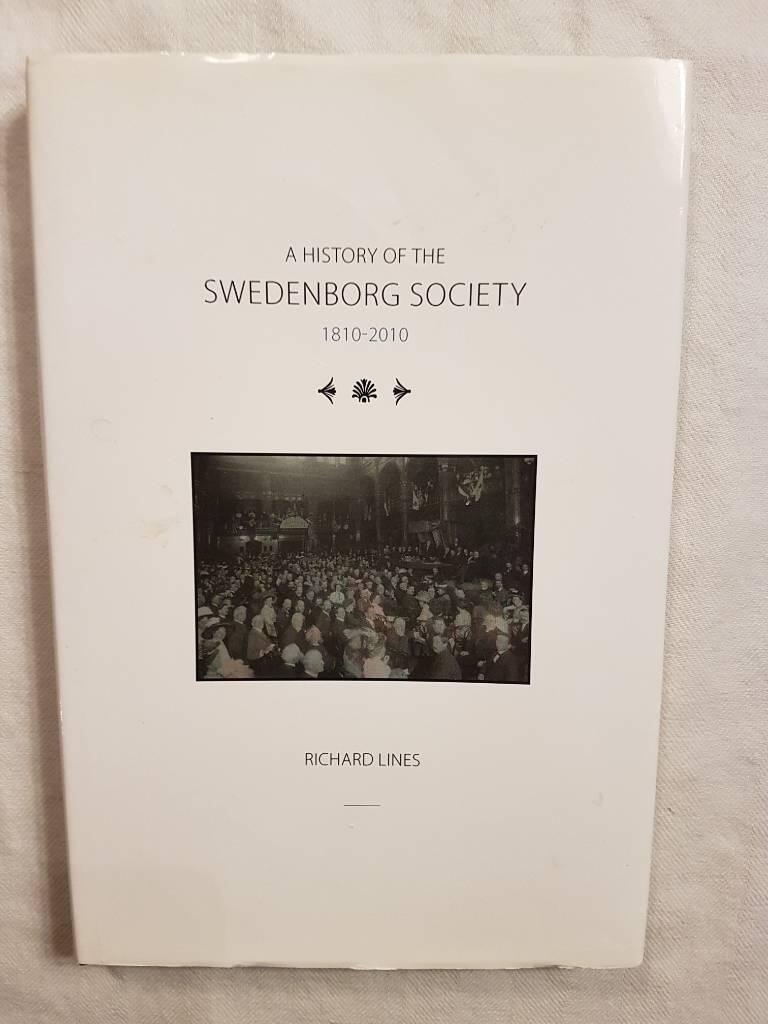 A HISTORY OF THE
SWEDENBORG SOCIETY
1810-2010
RICHARD LINES